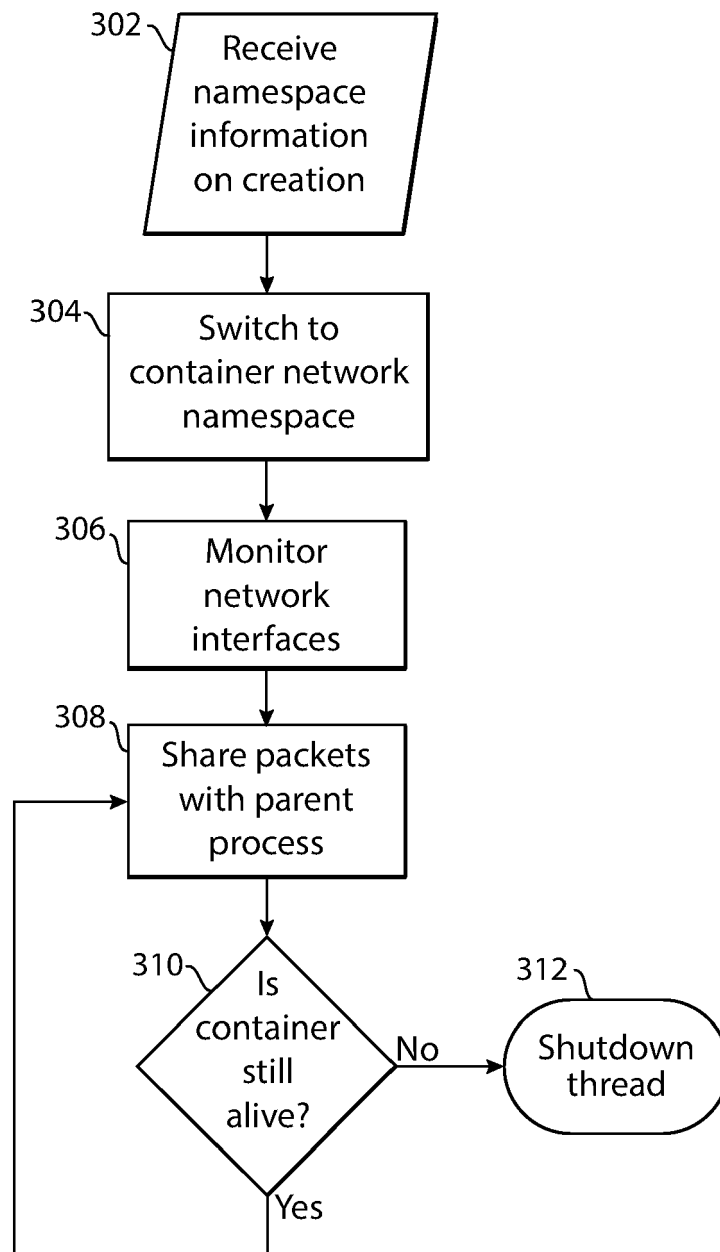 302
Receive
namespace
information
on creation
304
Switch to
container network
namespace
306
Monitor
network
interfaces
308
Share packets
with parent
process
310
Is
container
still
alive?
No
312
Shutdown
thread
Yes